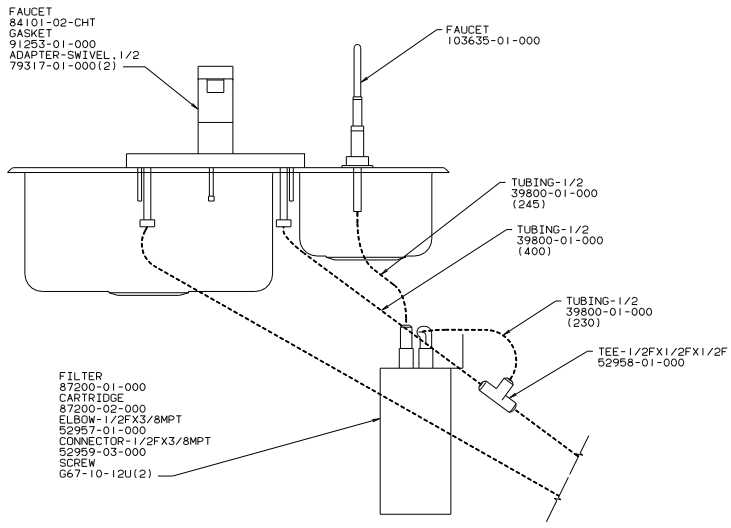 FAUCET
84101-02-CHT
GASKET
91253-01-000
ADAPTER-SWIVEL,1/2
79317-01-000(2)
FAUCET
103635-01-000
TUBING-1/2
39800-01-000
(245)
TUBING-1/2
39800-01-000
(400)
TUBING-1/2
39800-01-000
(230)
TEE-1/2FX1/2FX1/2F
52958-01-000
FILTER
87200-01-000
CARTRIDGE
87200-02-000
ELBOW-1/2FX3/8MPT
52957-01-000
CONNECTOR-1/2FX3/8MPT
52959-03-000
SCREW
G67-10-12U(2)